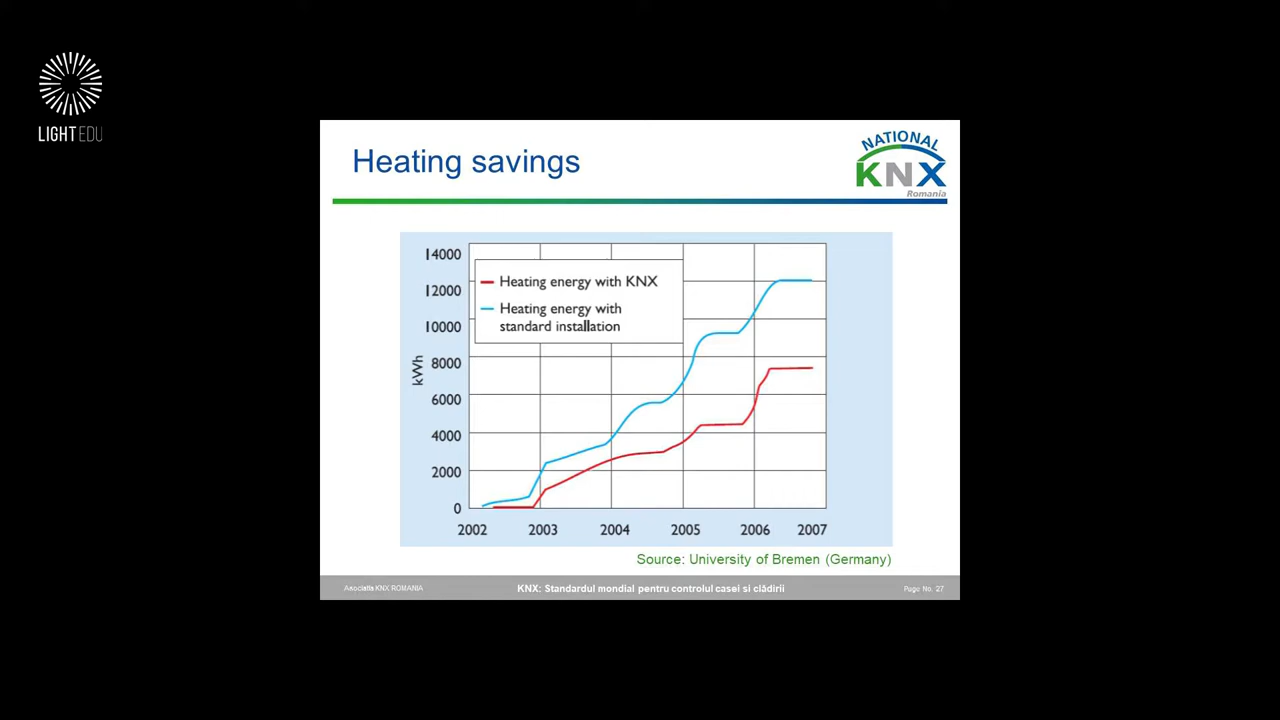 LIGHT EDU
Heating savings
NATIONAL
KNX
Romania
14000
12000
10000
8000
6000
4000
2000
0
kWh
Heating energy with KNX
Heating energy with
standard installation
2002 2003 2004 2005 2006 2007
Source: University of Bremen (Germany)
Asociatia KNX ROMANIA
KNX: Standardul mondial pentru controlul casei si clădirii
Page No. 27